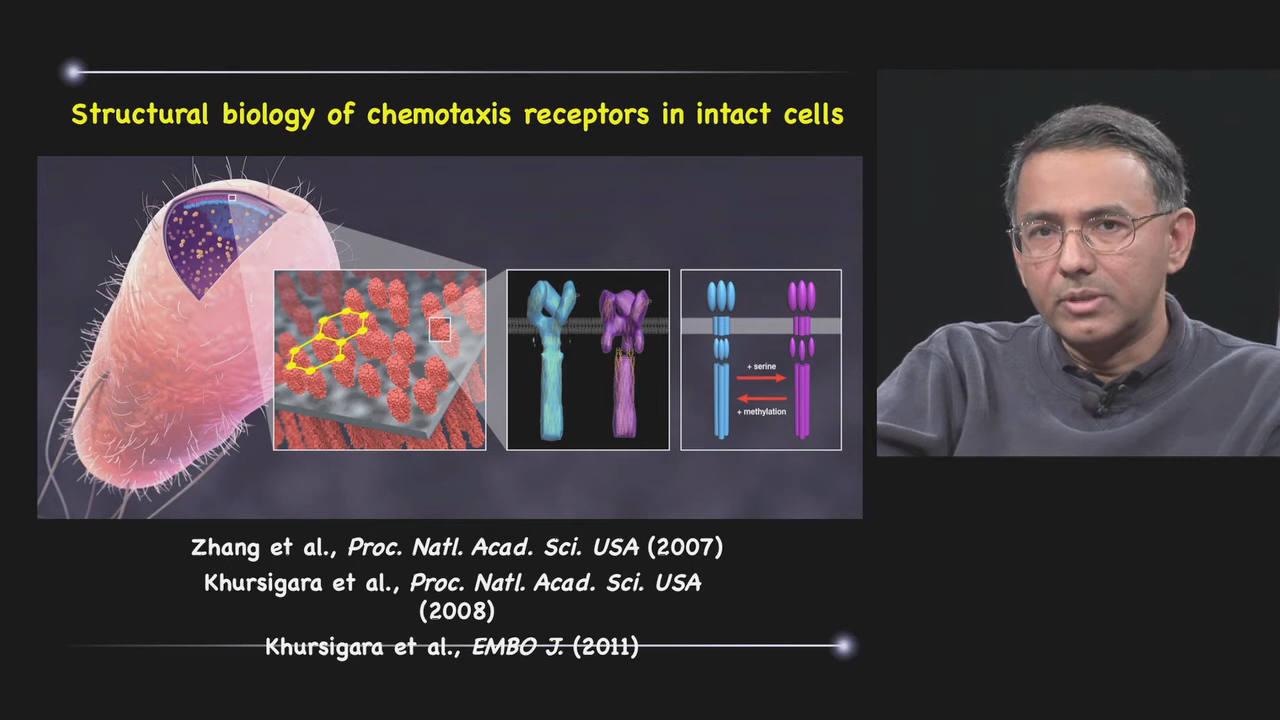 Structural biology of chemotaxis receptors in intact cells
+ serine
+ methylation
Zhang et al., Proc. Natl. Acad. Sci. USA (2007)
Khursigara et al., Proc. Natl. Acad. Sci. USA
(2008)
Khursigara et al., EMBO J. (2011)